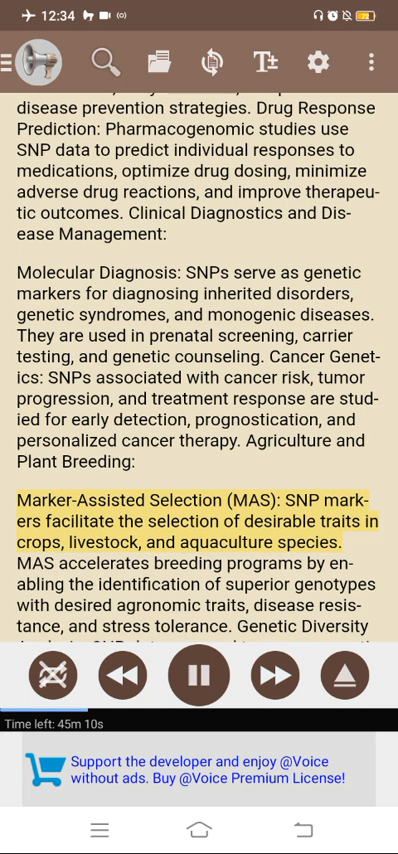 12:34
T±
disease prevention strategies. Drug Response
Prediction: Pharmacogenomic studies use
SNP data to predict individual responses to
medications, optimize drug dosing, minimize
adverse drug reactions, and improve therapeu-
tic outcomes. Clinical Diagnostics and Dis-
ease Management:
Molecular Diagnosis: SNPs serve as genetic
markers for diagnosing inherited disorders,
genetic syndromes, and monogenic diseases.
They are used in prenatal screening, carrier
testing, and genetic counseling. Cancer Genet-
ics: SNPs associated with cancer risk, tumor
progression, and treatment response are stud-
ied for early detection, prognostication, and
personalized cancer therapy. Agriculture and
Plant Breeding:
Marker-Assisted Selection (MAS): SNP mark-
ers facilitate the selection of desirable traits in
crops, livestock, and aquaculture species.
MAS accelerates breeding programs by en-
abling the identification of superior genotypes
with desired agronomic traits, disease resis-
tance, and stress tolerance. Genetic Diversity
Time left: 45m 10s
Support the developer and enjoy @Voice
without ads. Buy @Voice Premium License!